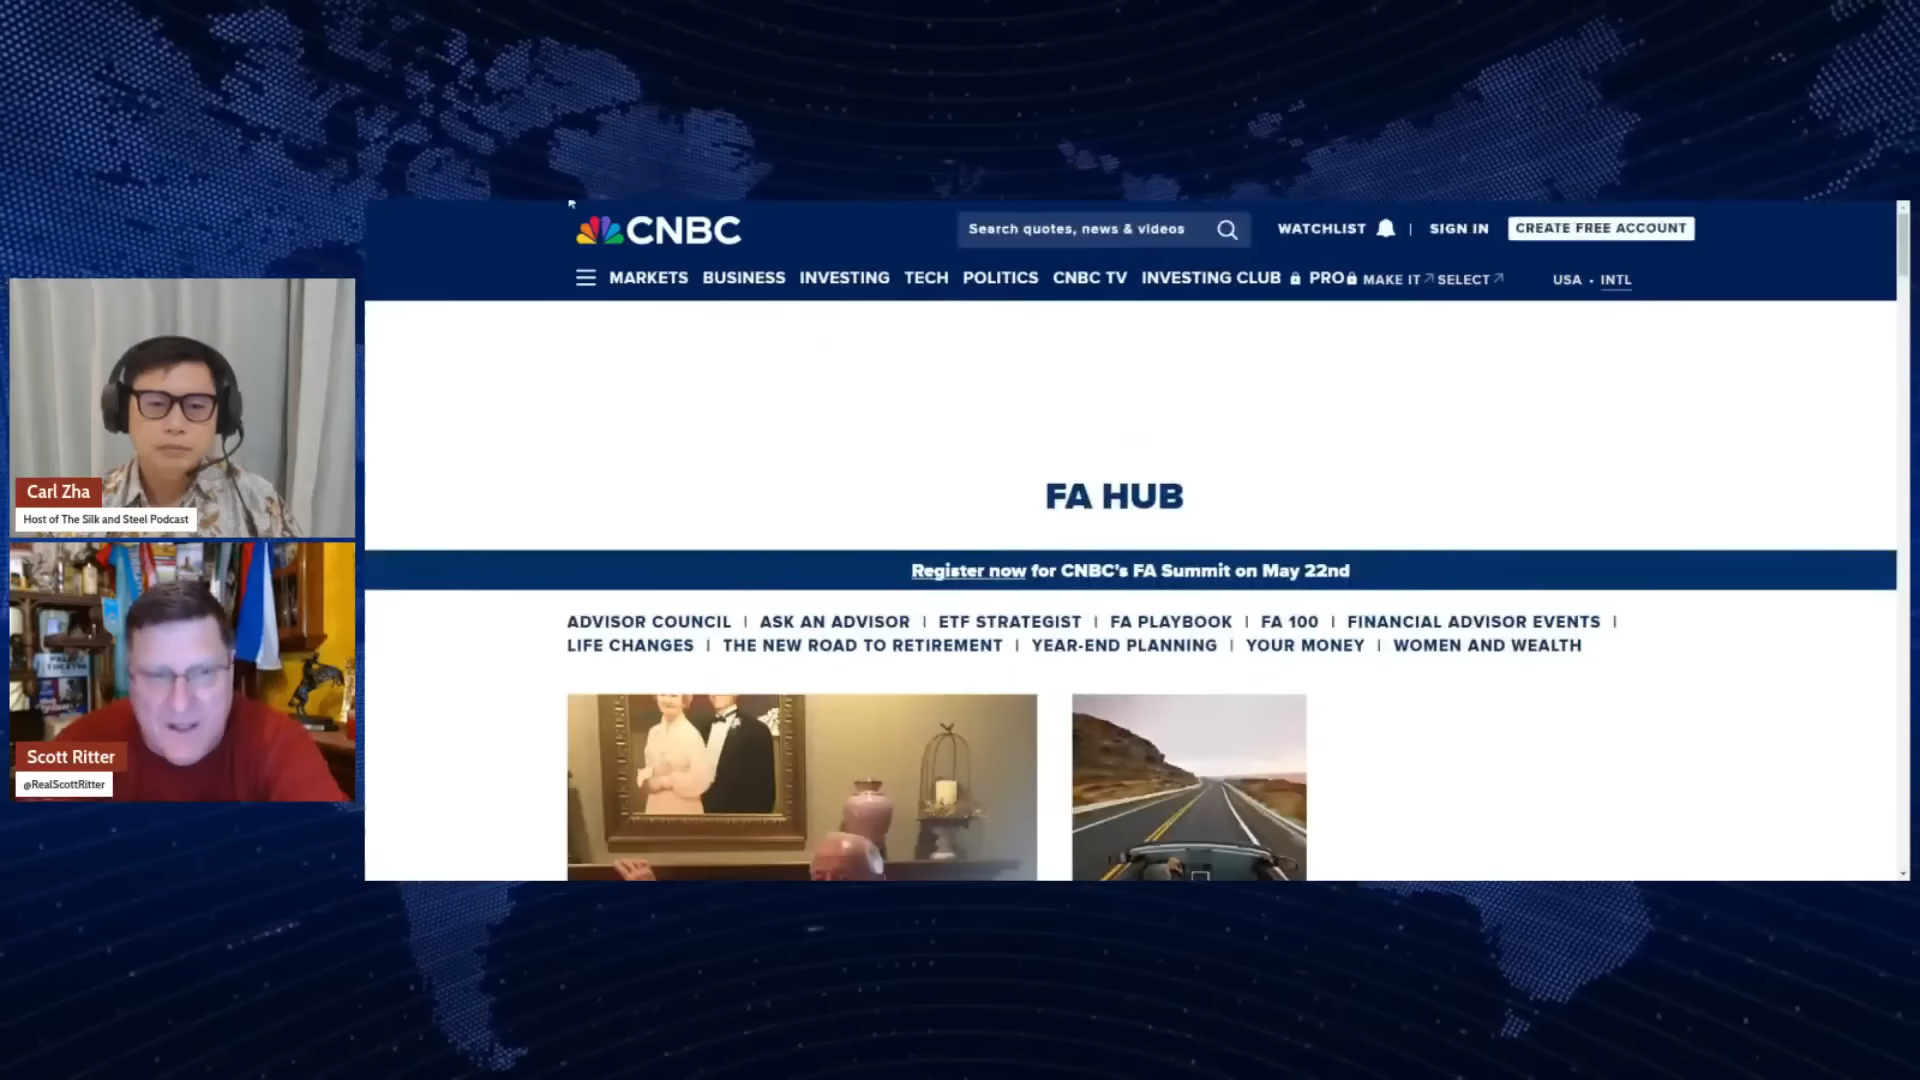 CNBC
Search quotes, news & videos
WATCHLIST | SIGN IN CREATE FREE ACCOUNT
MARKETS BUSINESS INVESTING TECH POLITICS CNBC TV INVESTING CLUB PRO MAKE IT SELECT USA • INTL
FA HUB
Register now for CNBC's FA Summit on May 22nd
ADVISOR COUNCIL | ASK AN ADVISOR | ETF STRATEGIST | FA PLAYBOOK | FA 100 | FINANCIAL ADVISOR EVENTS |
LIFE CHANGES | THE NEW ROAD TO RETIREMENT | YEAR-END PLANNING | YOUR MONEY | WOMEN AND WEALTH
Carl Zha
Host of The Silk and Steel Podcast
Scott Ritter
@RealScottRitter